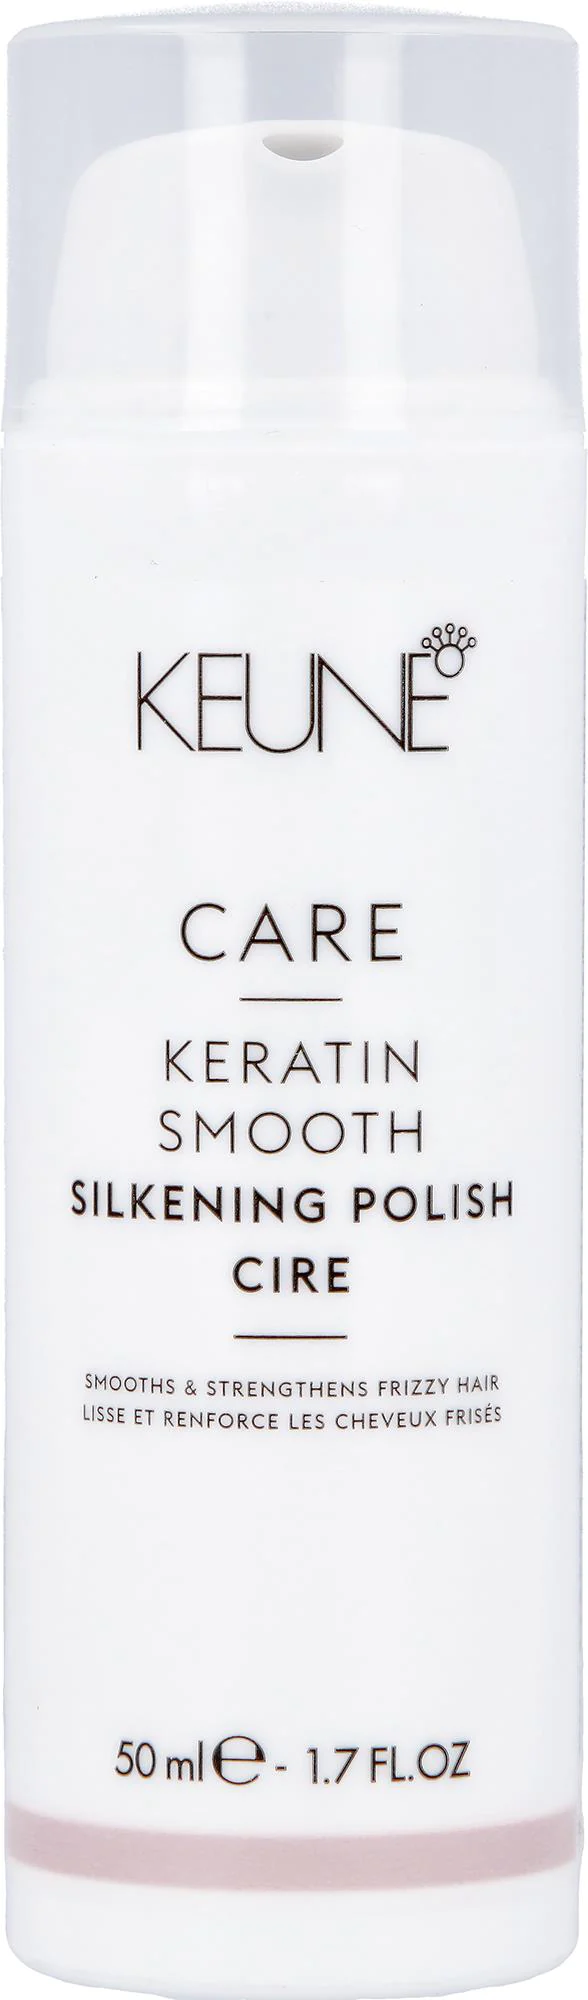 KEUNE
CARE
KERATIN
SMOOTH
SILKENING POLISH
CIRE
SMOOTHS & STRENGTHENS FRIZZY HAIR
LISSE ET RENFORCE LES CHEVEUX FRISÉS
50 ml ℮ - 1.7 FL.OZ